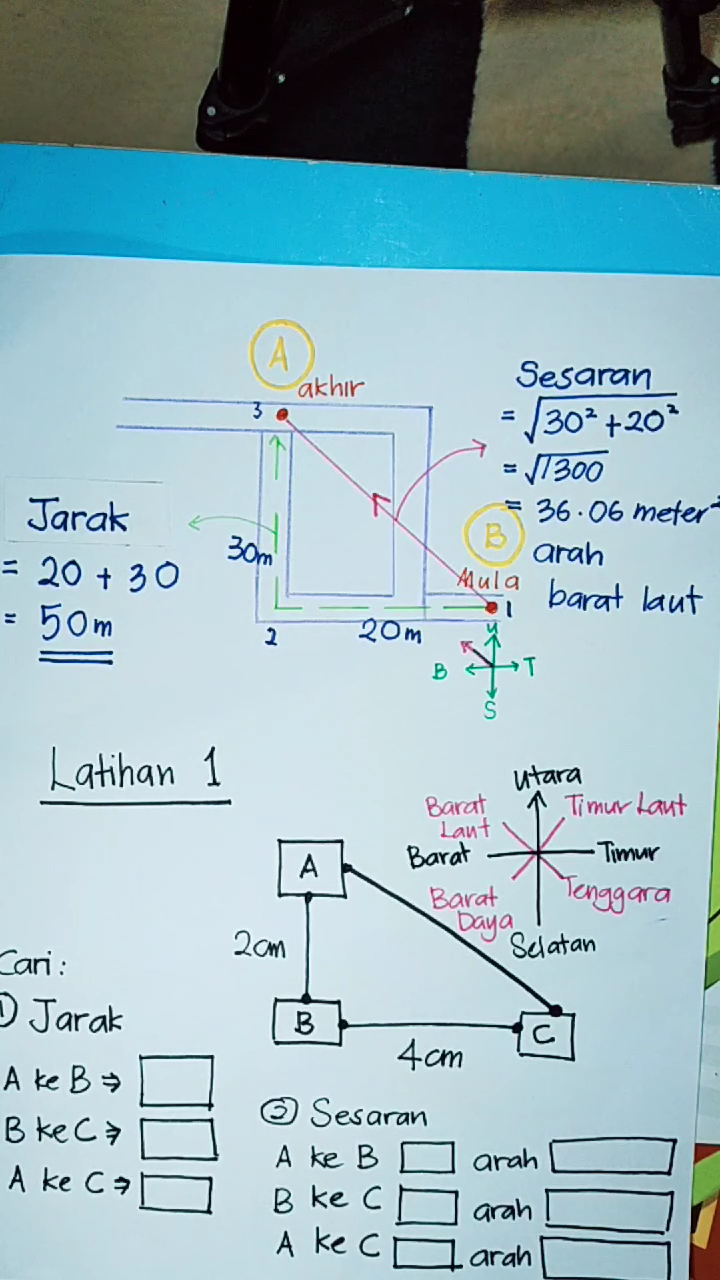 A
akhir
3
Sesaran
= √30² + 20²
= √1300
= 36.06 meter
arah
barat laut
B
Mula
1
Jarak
= 20 + 30
= 50m
30m
2
20m
U
B
T
S
Latihan 1
Utara
Barat Laut
Timur Laut
Barat
Timur
Barat Daya
Tenggara
Selatan
A
2cm
B
C
4cm
Cari:
1) Jarak
A ke B ⇒
B ke C ⇒
A ke C ⇒
② Sesaran
A ke B
arah
B ke C
arah
A ke C
arah